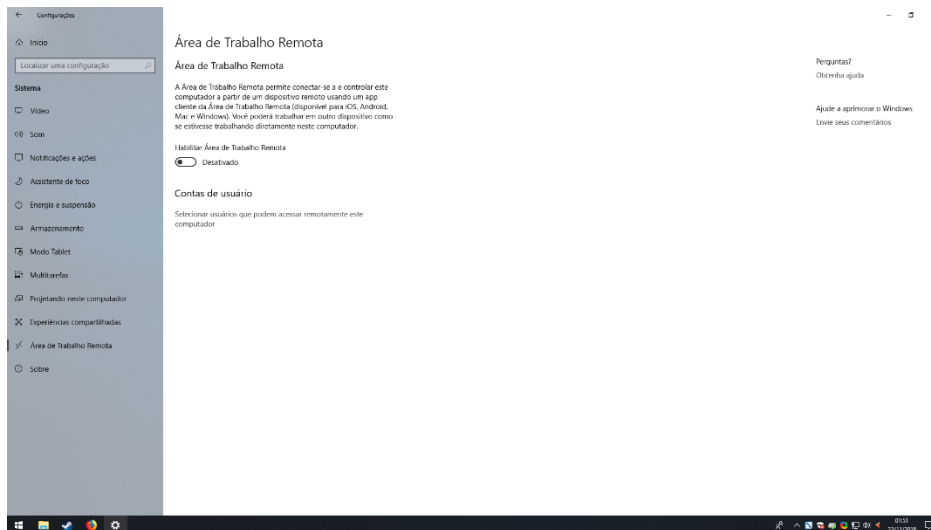 Configurações
Início
Localizar uma configuração
Sistema
Vídeo
Som
Notificações e ações
Assistente de foco
Energia e suspensão
Armazenamento
Modo Tablet
Multitarefas
Projetando neste computador
Experiências compartilhadas
Área de Trabalho Remota
Sobre
Área de Trabalho Remota
Área de Trabalho Remota
A Área de Trabalho Remota permite conectar-se a e controlar este
computador a partir de um dispositivo remoto usando um app
cliente da Área de Trabalho Remota (disponível para iOS, Android,
Mac e Windows). Você poderá trabalhar em outro dispositivo como
se estivesse trabalhando diretamente neste computador.
Habilitar Área de Trabalho Remota
Desativado
Contas de usuário
Selecionar usuários que podem acessar remotamente este
computador
Perguntas?
Obtenha ajuda
Ajude a aprimorar o Windows
Envie seus comentários